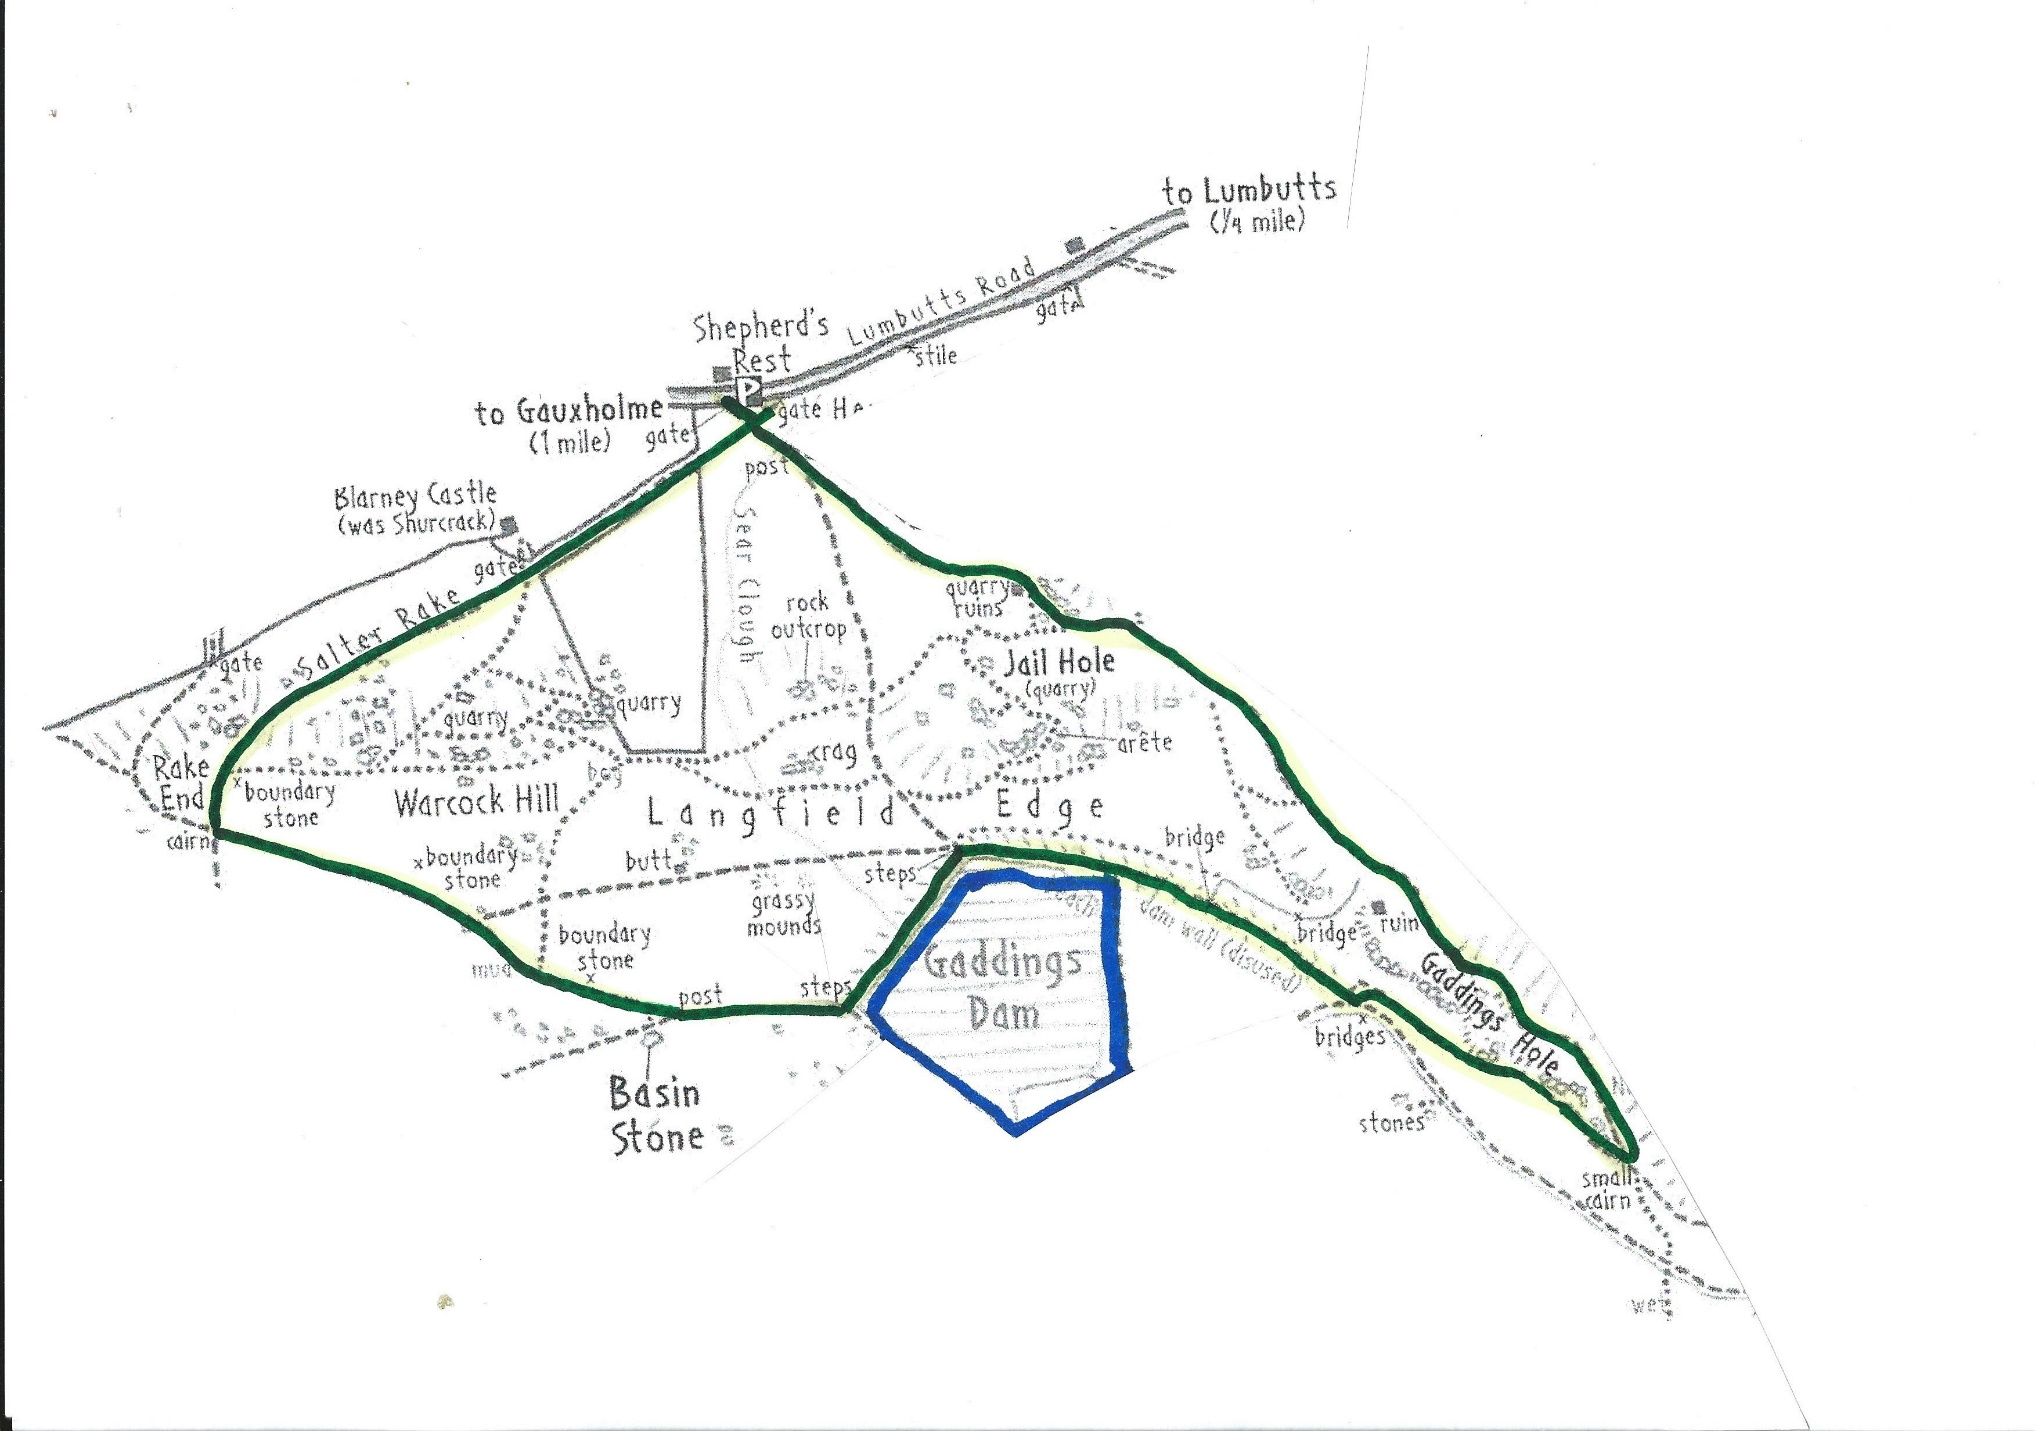 to Lumbutts
(¼ mile)
Lumbutts Road
gate
stile
Shepherd's
Rest
P
to Gauxholme
(1 mile)
gate
gate
post
Blarney Castle
(was Shurcrack)
gate
Salter Rake
gate
Sear Clough
rock
outcrop
quarry
ruins
Jail Hole
(quarry)
quarry
quarry
arête
crag
bog
Rake
End
boundary
stone
cairn
Warcock Hill
Langfield Edge
boundary
stone
butt
steps
bridge
grassy
mounds
dam wall (disused)
bridge
ruin
boundary
stone
mud
Gaddings
Dam
Gaddings
Hole
post
steps
bridges
Basin
Stone
stones
small
cairn
wet